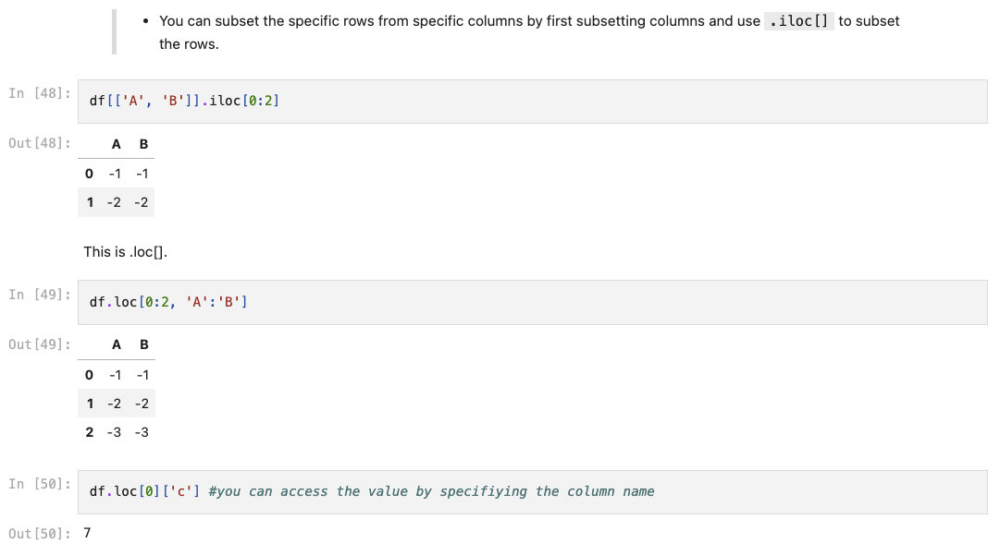 • You can subset the specific rows from specific columns by first subsetting columns and use .iloc[] to subset
the rows.
In [48]: df[['A', 'B']].iloc[0:2]
Out[48]: A B
0 -1 -1
1 -2 -2
This is .loc[].
In [49]: df.loc[0:2, 'A':'B']
Out[49]: A B
0 -1 -1
1 -2 -2
2 -3 -3
In [50]: df.loc[0]['c'] #you can access the value by specifiying the column name
Out[50]: 7